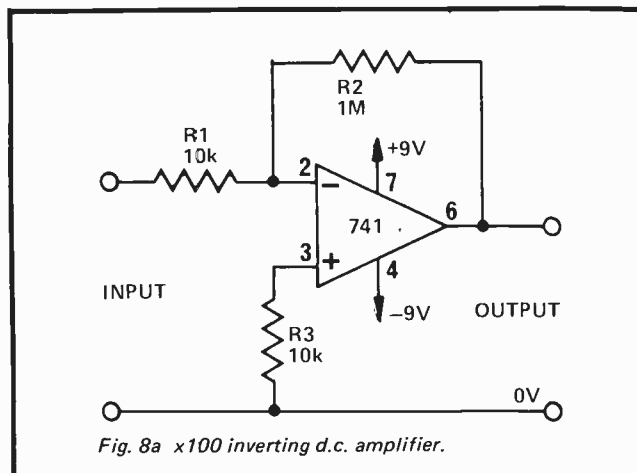 R2
1M
R1
10k
+9V
2
7
−
741
6
3
+
4
INPUT
−9V
OUTPUT
R3
10k
0V
Fig. 8a x100 inverting d.c. amplifier.